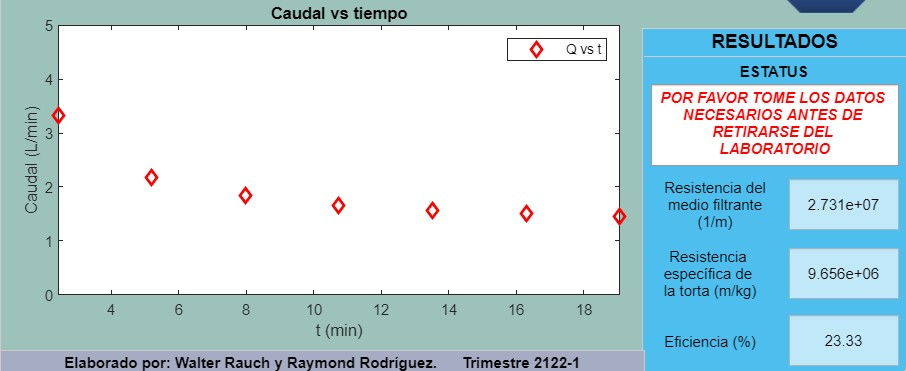 Caudal vs tiempo
5
4
3
2
1
0
Caudal (L/min)
Q vs t
4
6
8
10
12
14
16
18
t (min)
Elaborado por: Walter Rauch y Raymond Rodríguez. Trimestre 2122-1
RESULTADOS
ESTATUS
POR FAVOR TOME LOS DATOS
NECESARIOS ANTES DE
RETIRARSE DEL
LABORATORIO
Resistencia del
medio filtrante
(1/m)
2.731e+07
Resistencia
específica de
la torta (m/kg)
9.656e+06
Eficiencia (%)
23.33